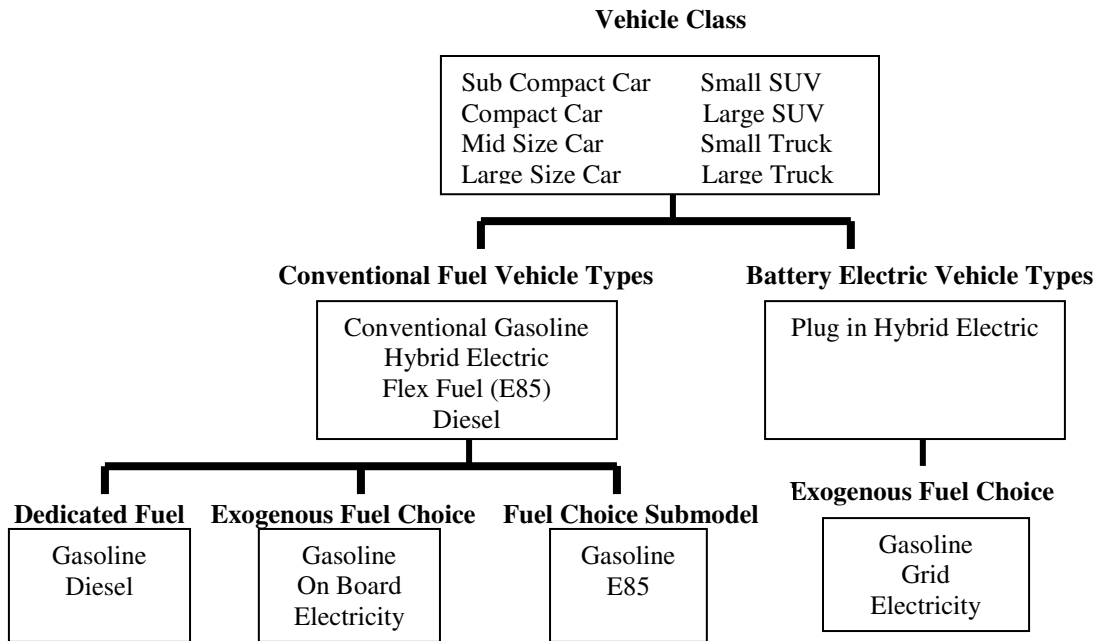 Vehicle Class
Sub Compact Car Small SUV
Compact Car Large SUV
Mid Size Car Small Truck
Large Size Car Large Truck
Conventional Fuel Vehicle Types
Conventional Gasoline
Hybrid Electric
Flex Fuel (E85)
Diesel
Battery Electric Vehicle Types
Plug in Hybrid Electric
Dedicated Fuel
Gasoline
Diesel
Exogenous Fuel Choice
Gasoline
On Board
Electricity
Fuel Choice Submodel
Gasoline
E85
Exogenous Fuel Choice
Gasoline
Grid
Electricity